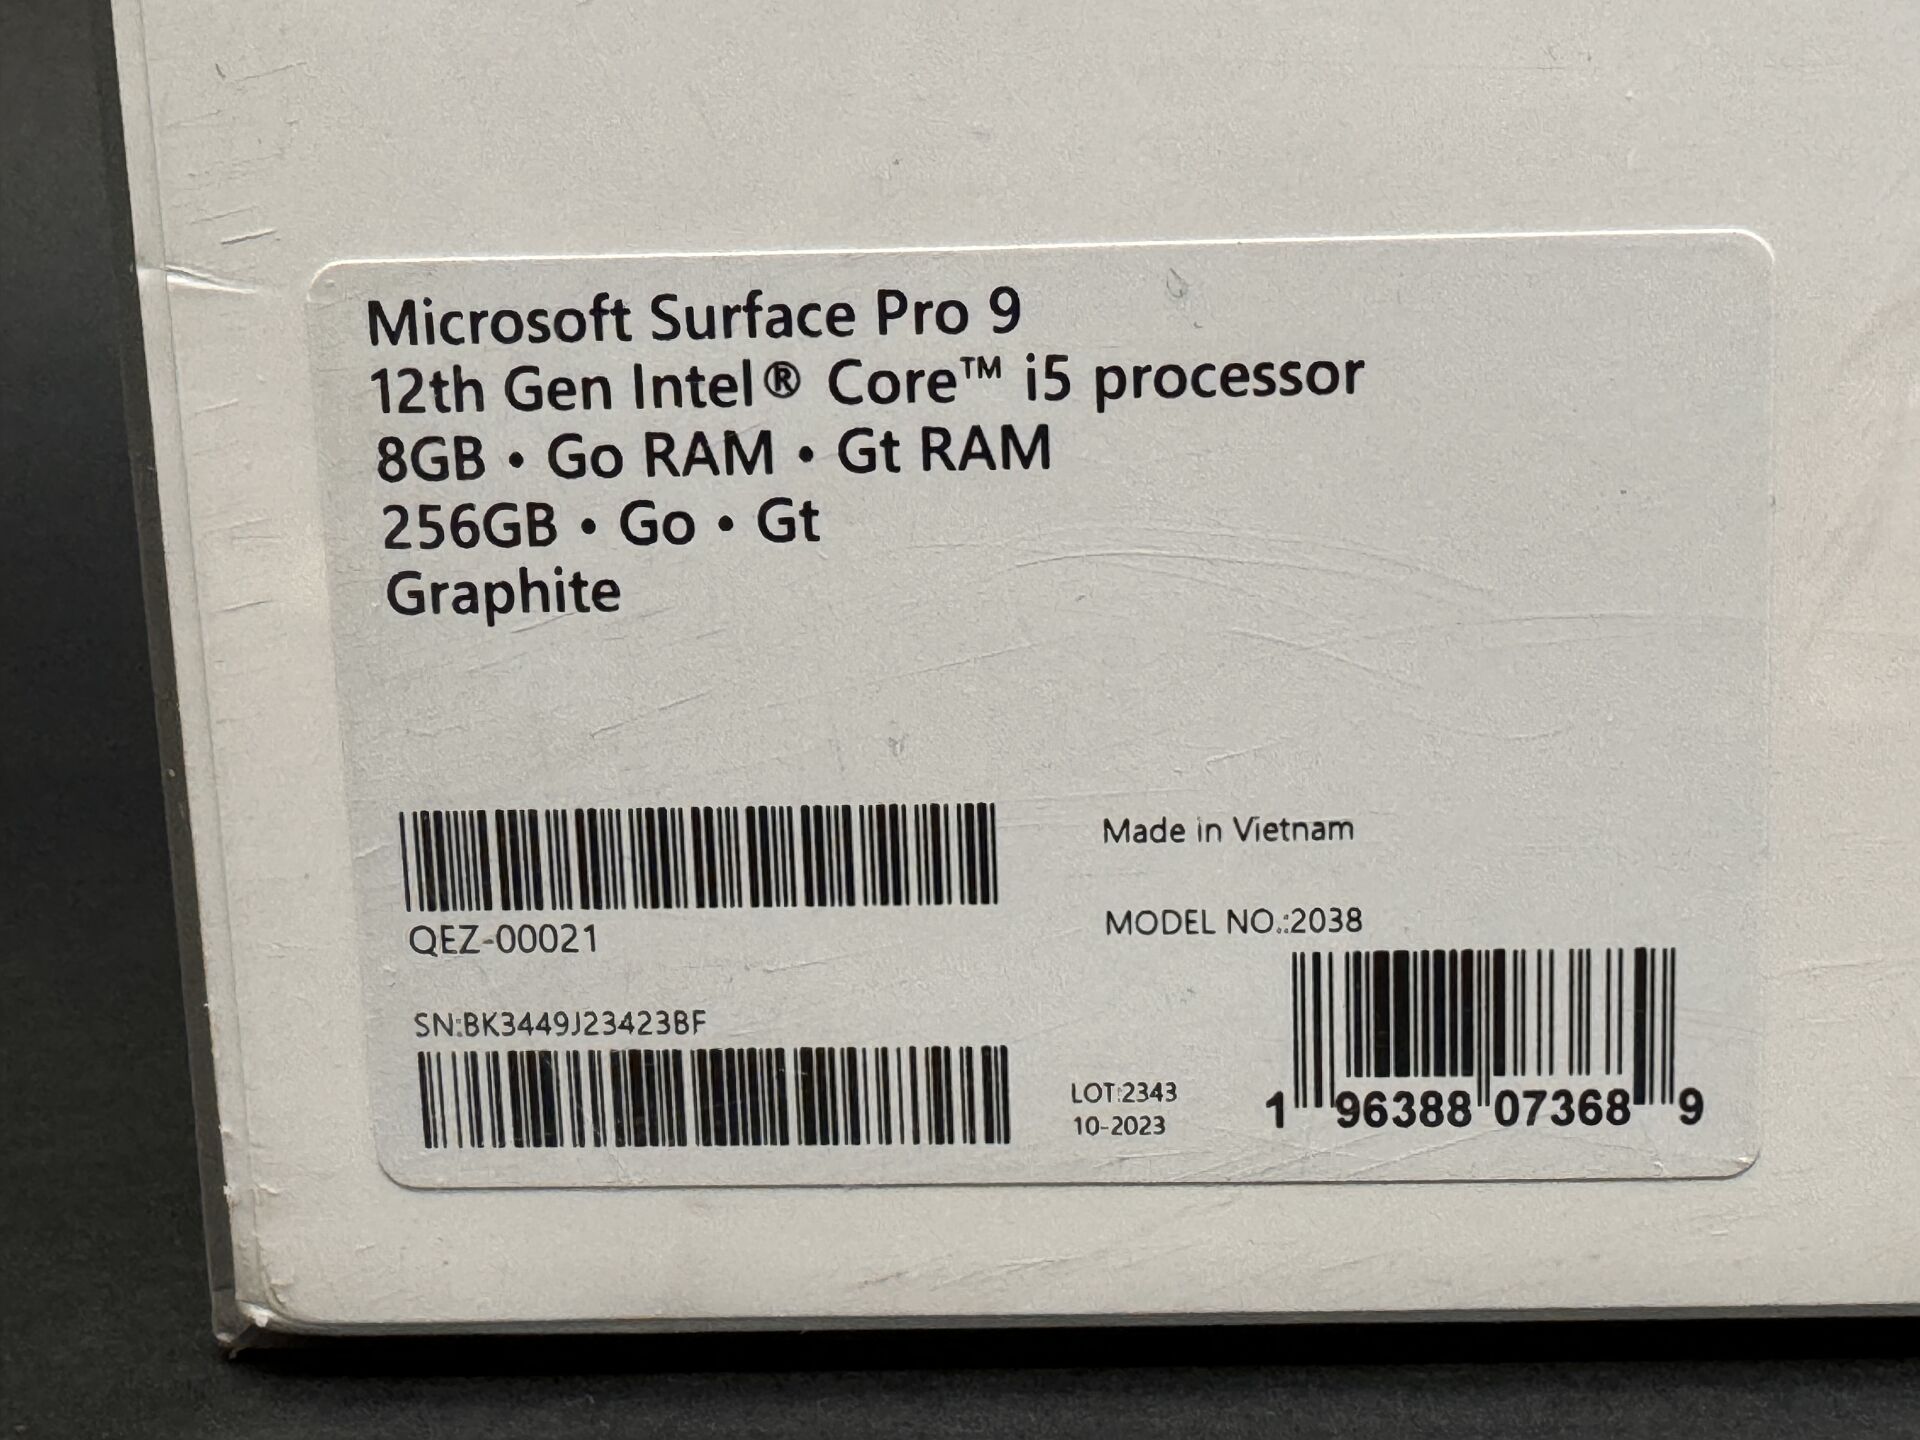 Microsoft Surface Pro 9
12th Gen Intel® Core™ i5 processor
8GB • Go RAM • Gt RAM
256GB • Go • Gt
Graphite
QEZ-00021
SN:BK3449J23423BF
Made in Vietnam
MODEL NO.:2038
LOT:2343
10-2023
1 96388 07368 9